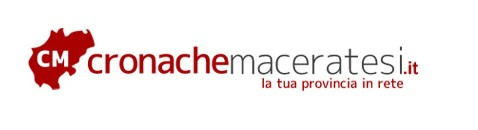 CM cronachemaceratesi.it
la tua provincia in rete